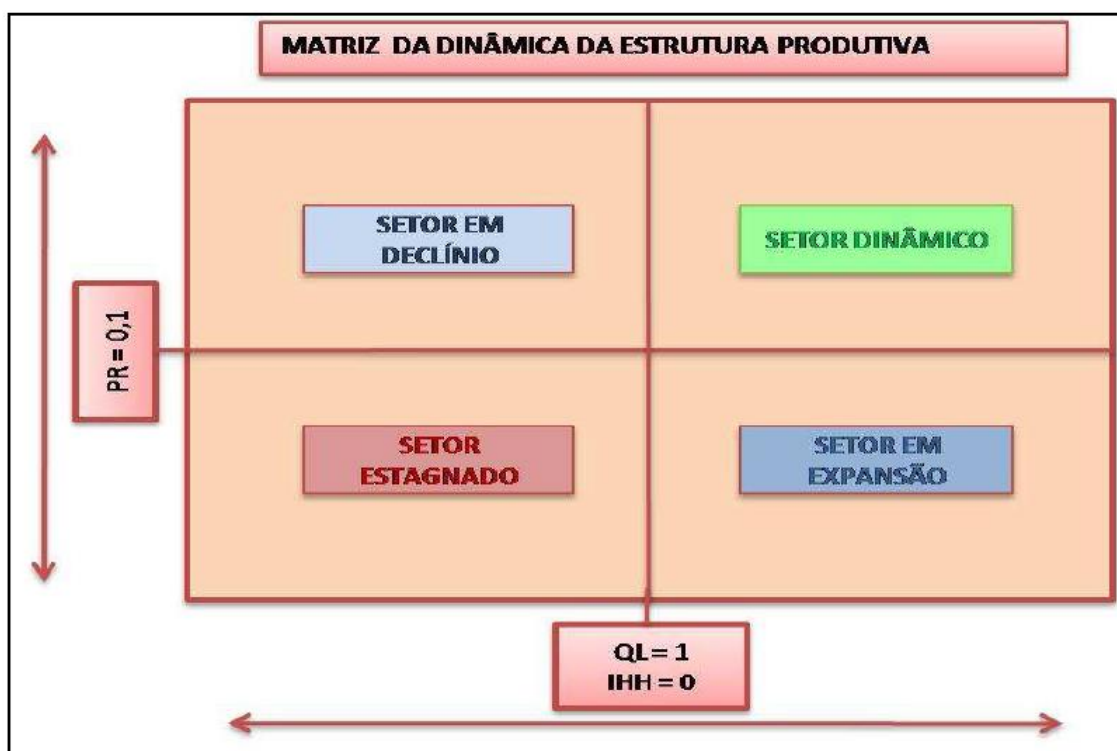 MATRIZ DA DINÂMICA DA ESTRUTURA PRODUTIVA
SETOR EM
DECLÍNIO
SETOR DINÂMICO
PR = 0,1
SETOR
ESTAGNADO
SETOR EM
EXPANSÃO
QL = 1
IHH = 0